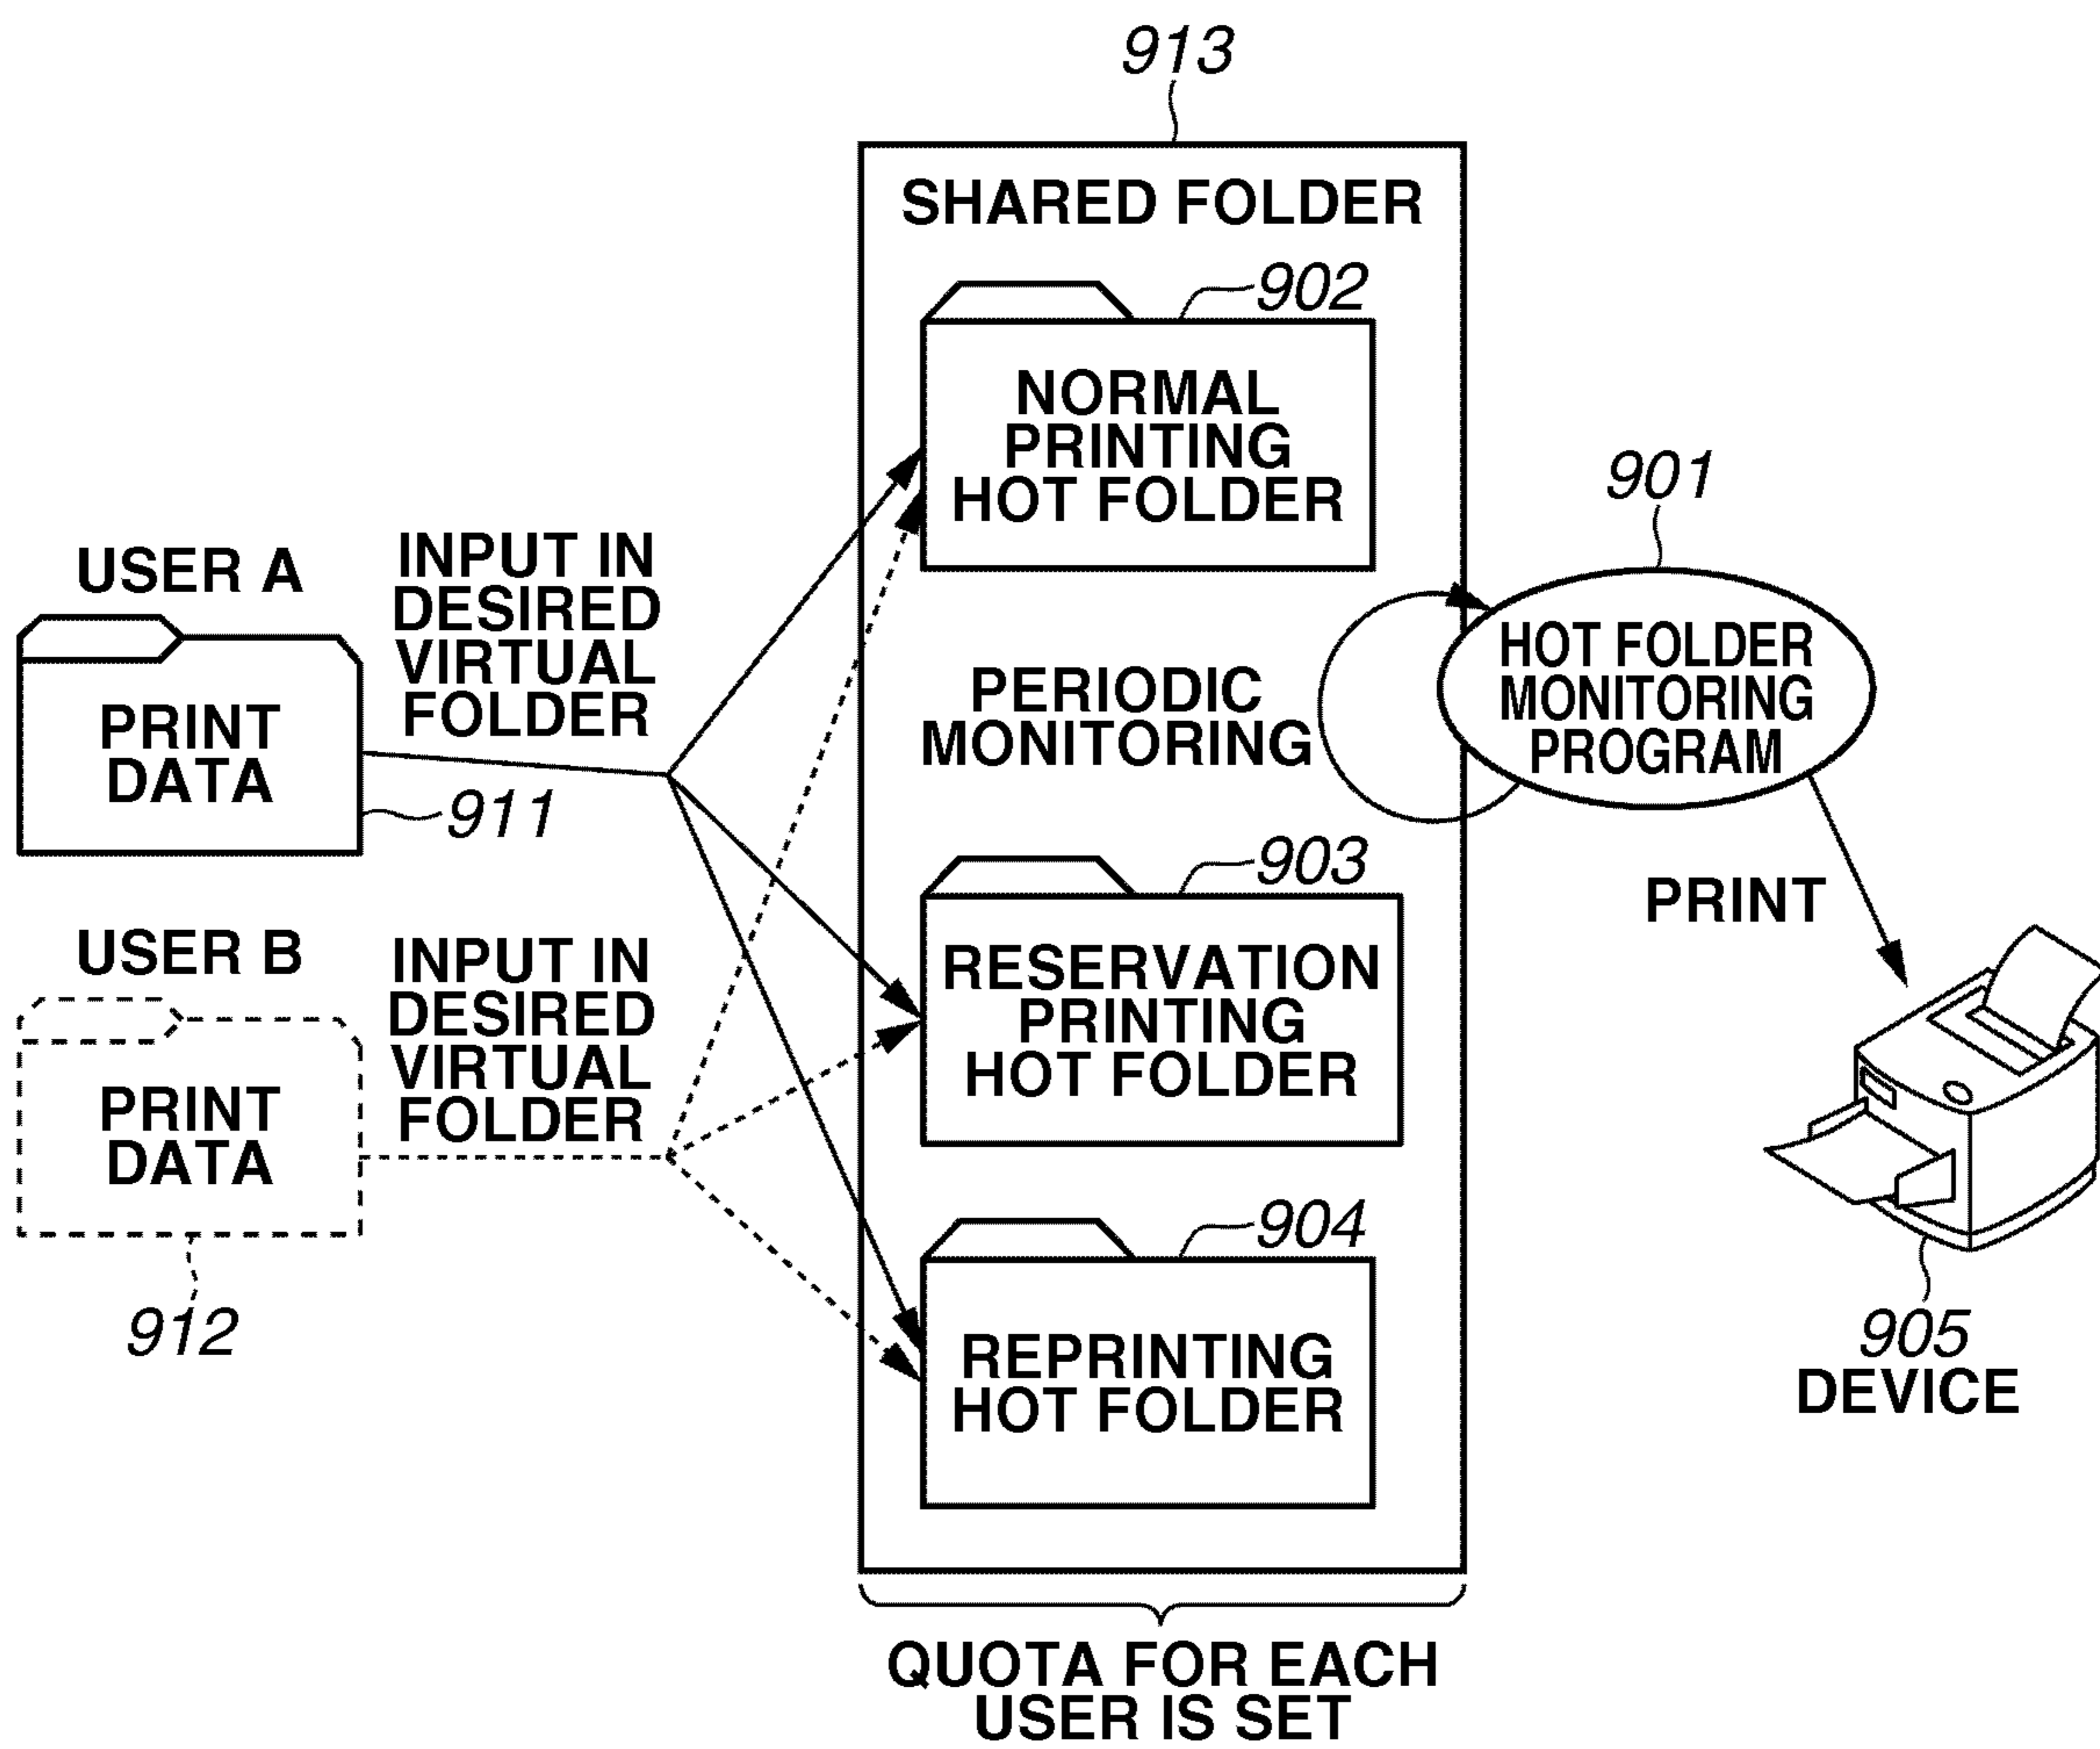 913
SHARED FOLDER
902
NORMAL
PRINTING
HOT FOLDER
901
USER A
INPUT IN
DESIRED
VIRTUAL
FOLDER
PRINT
DATA
911
PERIODIC
MONITORING
HOT FOLDER
MONITORING
PROGRAM
903
RESERVATION
PRINTING
HOT FOLDER
PRINT
USER B
INPUT IN
DESIRED
VIRTUAL
FOLDER
PRINT
DATA
912
904
REPRINTING
HOT FOLDER
905
DEVICE
QUOTA FOR EACH
USER IS SET